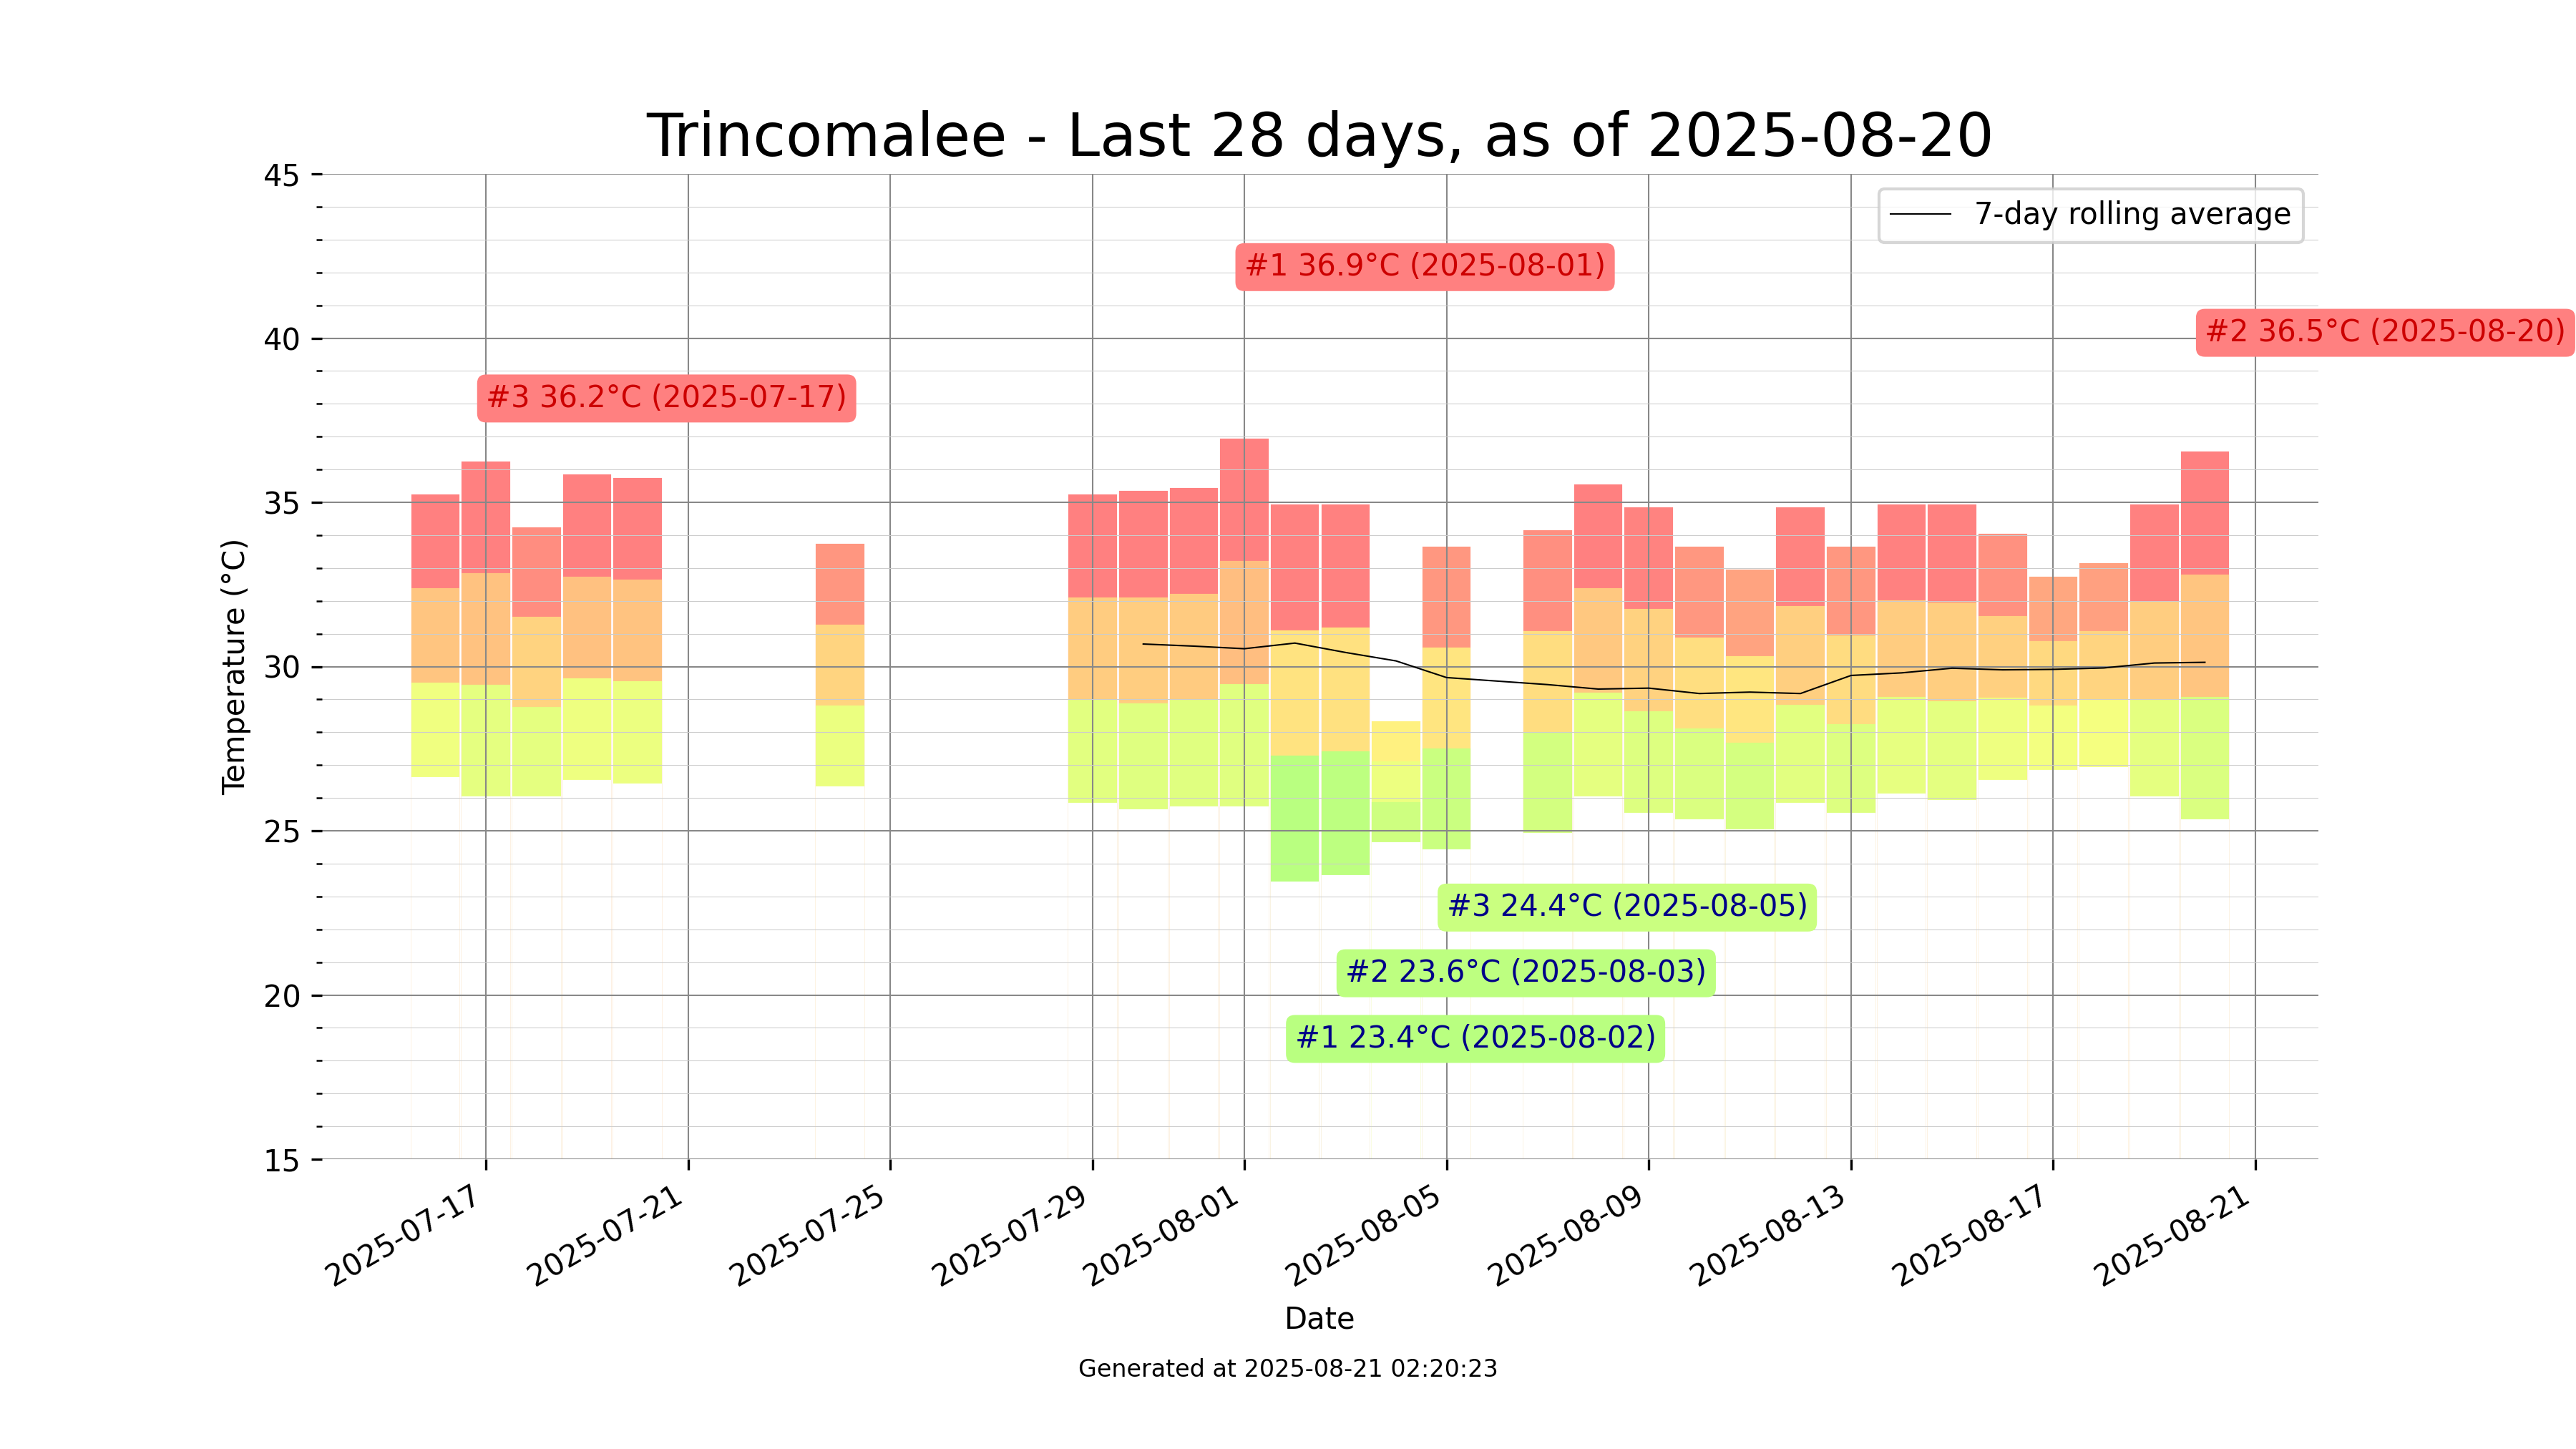 Trincomalee - Last 28 days, as of 2025-08-20
7-day rolling average
#1 36.9°C (2025-08-01)
#2 36.5°C (2025-08-20)
#3 36.2°C (2025-07-17)
#3 24.4°C (2025-08-05)
#2 23.6°C (2025-08-03)
#1 23.4°C (2025-08-02)
Temperature (°C)
45
40
35
30
25
20
15
2025-07-17
2025-07-21
2025-07-25
2025-07-29
2025-08-01
2025-08-05
2025-08-09
2025-08-13
2025-08-17
2025-08-21
Date
Generated at 2025-08-21 02:20:23